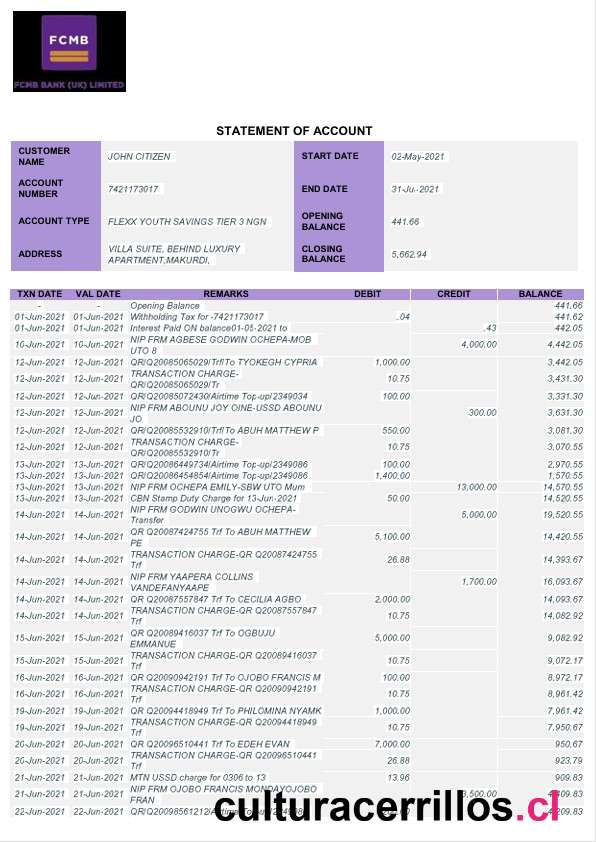 FCMB
FCMB BANK (UK) LIMITED
STATEMENT OF ACCOUNT
CUSTOMER NAME JOHN CITIZEN START DATE 02-May-2021
ACCOUNT NUMBER 7421173017 END DATE 31-Ju.-2021
ACCOUNT TYPE FLEXX YOUTH SAVINGS TIER 3 NGN OPENING BALANCE 441.66
ADDRESS VILLA SUITE, BEHIND LUXURY APARTMENT,MAKURDI, CLOSING BALANCE 5,662.94
TXN DATE VAL DATE REMARKS DEBIT CREDIT BALANCE
- - Opening Balance 441.66
01-Jun-2021 01-Jun-2021 Withholding Tax for -7421173017 .04 441.62
01-Jun-2021 01-Jun-2021 Interest Paid ON balance01-05-2021 to .43 442.05
10-Jun-2021 10-Jun-2021 NIP FRM AGBESE GODWIN OCHEPA-MOB UTO 8 4,000.00 4,442.05
12-Jun-2021 12-Jun-2021 QR/Q20085065029/Trf/To TYOKEGH CYPRIA 1,000.00 3,442.05
12-Jun-2021 12-Jun-2021 TRANSACTION CHARGE-QR/Q20085065029/Tr 10.75 3,431.30
12-Jun-2021 12-Jun-2021 QR/Q20085072430/Airtime Top-up/2349034 100.00 3,331.30
12-Jun-2021 12-Jun-2021 NIP FRM ABOUNU JOY OINE-USSD ABOUNU JO 300.00 3,631.30
12-Jun-2021 12-Jun-2021 QR/Q20085532910/Trf/To ABUH MATTHEW P 550.00 3,081.30
12-Jun-2021 12-Jun-2021 TRANSACTION CHARGE-QR/Q20085532910/Tr 10.75 3,070.55
13-Jun-2021 13-Jun-2021 QR/Q20086449734/Airtime Top-up/2349086 100.00 2,970.55
13-Jun-2021 13-Jun-2021 QR/Q20086454854/Airtime Top-up/2349086 1,400.00 1,570.55
13-Jun-2021 13-Jun-2021 NIP FRM OCHEPA EMILY-SBW UTO Mum 13,000.00 14,570.55
13-Jun-2021 13-Jun-2021 CBN Stamp Duty Charge for 13-Jun-2021 50.00 14,520.55
14-Jun-2021 14-Jun-2021 NIP FRM GODWIN UNOGWU OCHEPA-Transfer 5,000.00 19,520.55
14-Jun-2021 14-Jun-2021 QR Q20087424755 Trf To ABUH MATTHEW PE 5,100.00 14,420.55
14-Jun-2021 14-Jun-2021 TRANSACTION CHARGE-QR Q20087424755 Trf 26.88 14,393.67
14-Jun-2021 14-Jun-2021 NIP FRM YAAPERA COLLINS VANDEFANYAAPE 1,700.00 16,093.67
14-Jun-2021 14-Jun-2021 QR Q20087557847 Trf To CECILIA AGBO 2,000.00 14,093.67
14-Jun-2021 14-Jun-2021 TRANSACTION CHARGE-QR Q20087557847 Trf 10.75 14,082.92
15-Jun-2021 15-Jun-2021 QR Q20089416037 Trf To OGBUJU EMMANUE 5,000.00 9,082.92
15-Jun-2021 15-Jun-2021 TRANSACTION CHARGE-QR Q20089416037 Trf 10.75 9,072.17
16-Jun-2021 16-Jun-2021 QR Q20090942191 Trf To OJOBO FRANCIS M 100.00 8,972.17
16-Jun-2021 16-Jun-2021 TRANSACTION CHARGE-QR Q20090942191 Trf 10.75 8,961.42
19-Jun-2021 19-Jun-2021 QR Q20094418949 Trf To PHILOMINA NYAMK 1,000.00 7,961.42
19-Jun-2021 19-Jun-2021 TRANSACTION CHARGE-QR Q20094418949 Trf 10.75 7,950.67
20-Jun-2021 20-Jun-2021 QR/Q20096510441 Trf To EDEH EVAN 7,000.00 950.67
20-Jun-2021 20-Jun-2021 TRANSACTION CHARGE-QR Q20096510441 Trf 26.88 923.79
21-Jun-2021 21-Jun-2021 MTN USSD charge for 0306 to 13 13.96 909.83
21-Jun-2021 21-Jun-2021 NIP FRM OJOBO FRANCIS MONDAYOJOBO FRAN 3,500.00 4,409.83
22-Jun-2021 22-Jun-2021 QR/Q20098561212/Airtime
culturacerrillos.cl